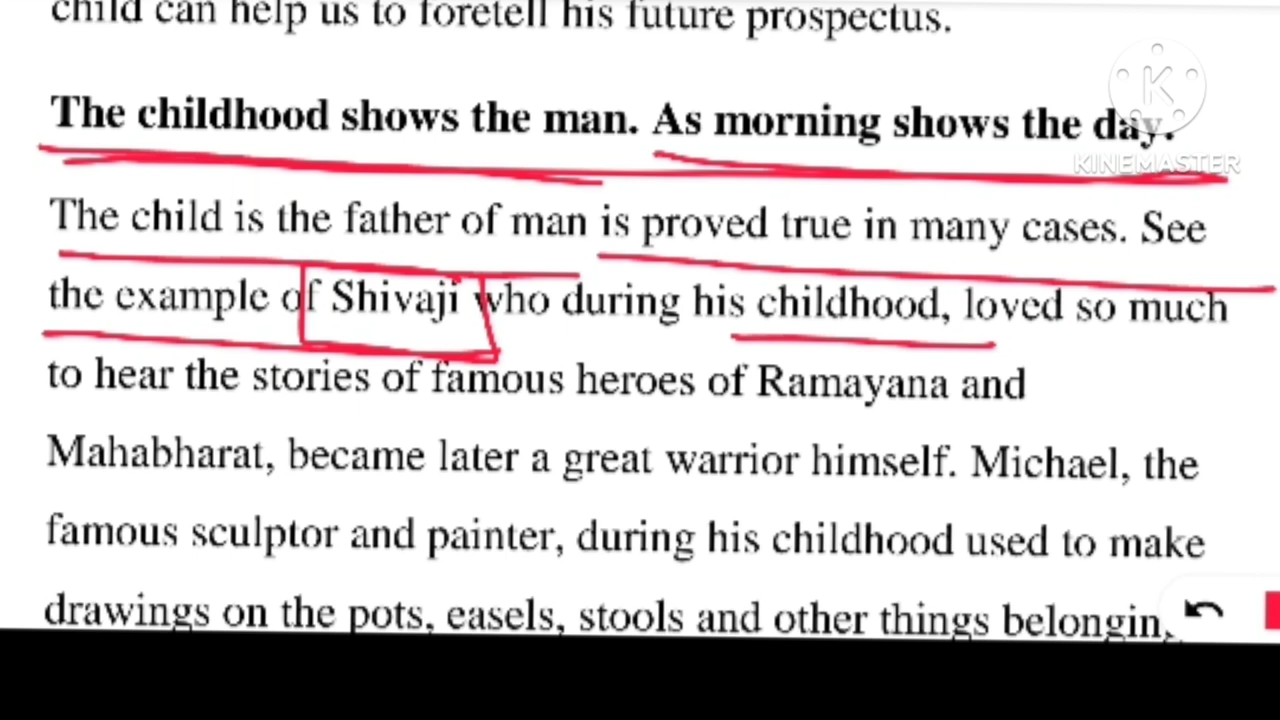 child can help us to foretell his future prospectus.
The childhood shows the man. As morning shows the day.
KINEMASTER
The child is the father of man is proved true in many cases. See
the example of Shivaji who during his childhood, loved so much
to hear the stories of famous heroes of Ramayana and
Mahabharat, became later a great warrior himself. Michael, the
famous sculptor and painter, during his childhood used to make
drawings on the pots, easels, stools and other things belonging